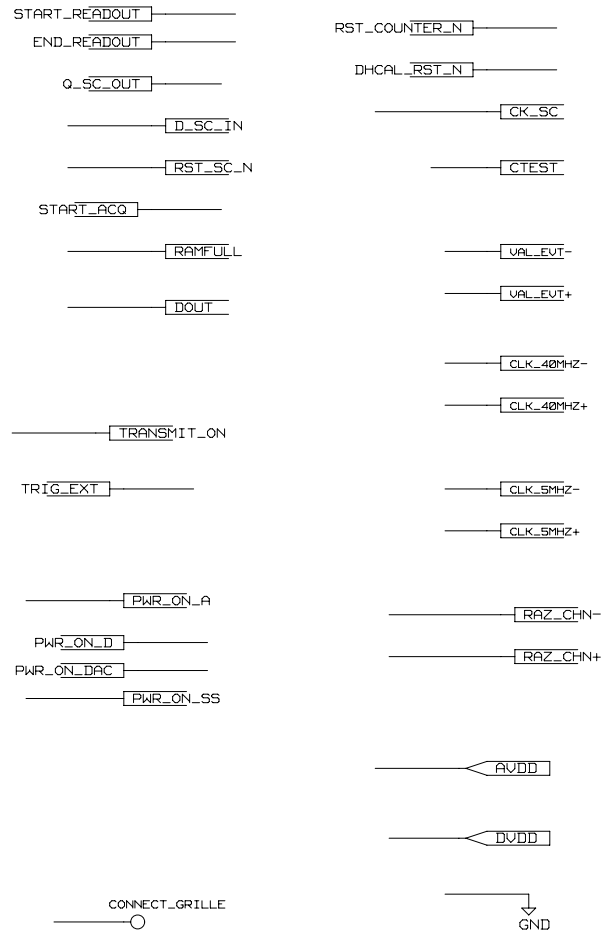 START_READOUT
END_READOUT
Q_SC_OUT
D_SC_IN
RST_SC_N
START_ACQ
RAMFULL
DOUT
TRANSMIT_ON
TRIG_EXT
PWR_ON_A
PWR_ON_D
PWR_ON_DAC
PWR_ON_SS
CONNECT_GRILLE
RST_COUNTER_N
DHCAL_RST_N
CK_SC
CTEST
VAL_EVT-
VAL_EVT+
CLK_40MHZ-
CLK_40MHZ+
CLK_5MHZ-
CLK_5MHZ+
RAZ_CHN-
RAZ_CHN+
AVDD
DVDD
GND